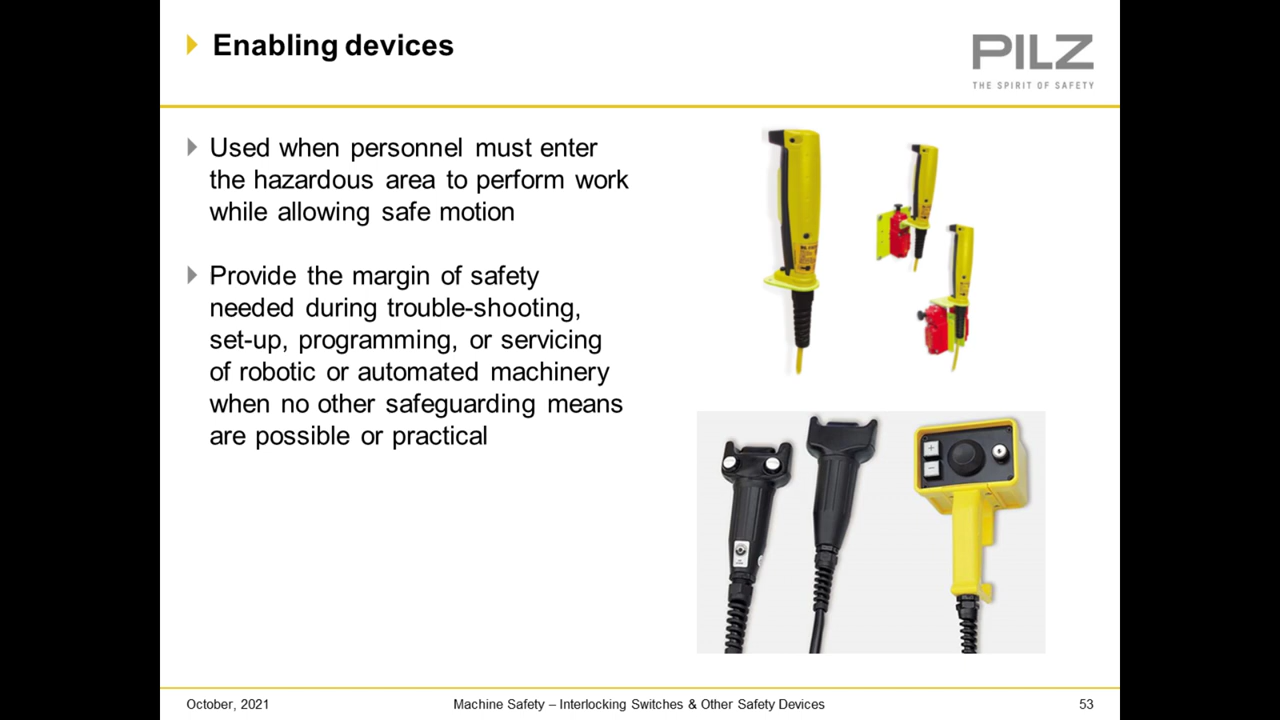 Enabling devices
PILZ
THE SPIRIT OF SAFETY
Used when personnel must enter
the hazardous area to perform work
while allowing safe motion
Provide the margin of safety
needed during trouble-shooting,
set-up, programming, or servicing
of robotic or automated machinery
when no other safeguarding means
are possible or practical
October, 2021
Machine Safety – Interlocking Switches & Other Safety Devices
53